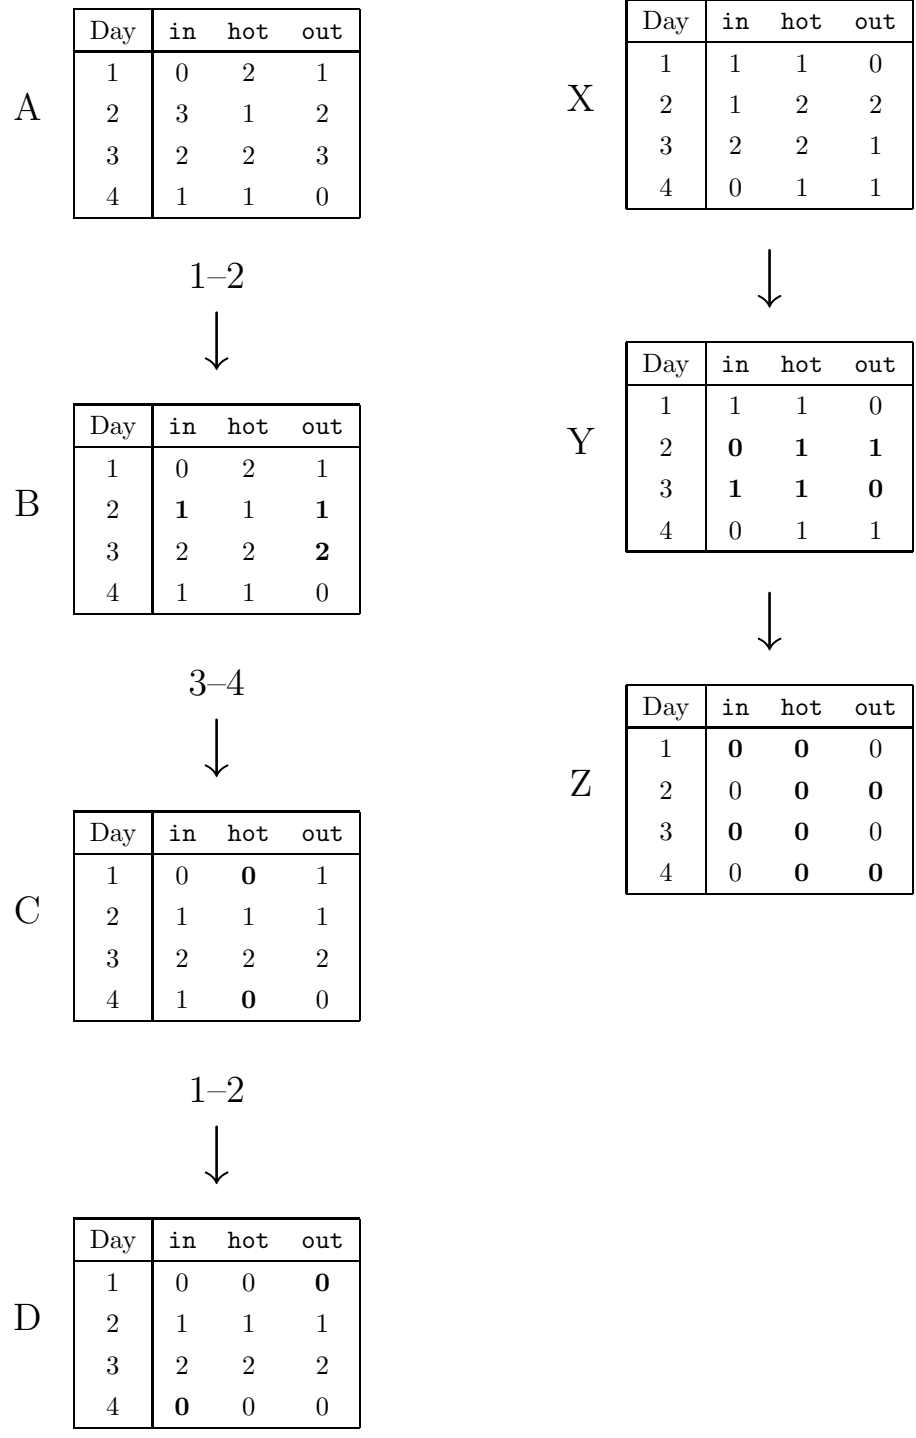 A
Day in hot out
1 0 2 1
2 3 1 2
3 2 2 3
4 1 1 0
1–2
B
Day in hot out
1 0 2 1
2 1 1 1
3 2 2 2
4 1 1 0
3–4
C
Day in hot out
1 0 0 1
2 1 1 1
3 2 2 2
4 1 0 0
1–2
D
Day in hot out
1 0 0 0
2 1 1 1
3 2 2 2
4 0 0 0
X
Day in hot out
1 1 1 0
2 1 2 2
3 2 2 1
4 0 1 1
Y
Day in hot out
1 1 1 0
2 0 1 1
3 1 1 0
4 0 1 1
Z
Day in hot out
1 0 0 0
2 0 0 0
3 0 0 0
4 0 0 0